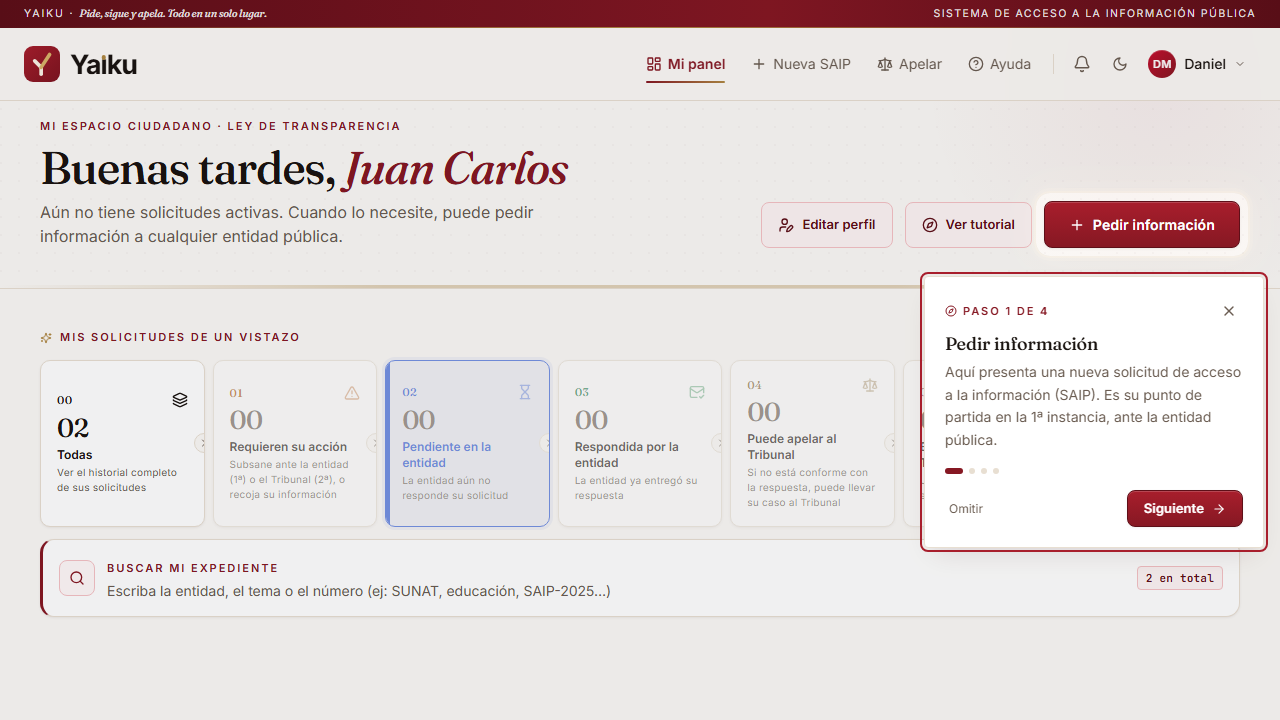 YAIKU · Pide, sigue y apela. Todo en un solo lugar.
SISTEMA DE ACCESO A LA INFORMACIÓN PÚBLICA
Yaiku
Mi panel
Nueva SAIP
Apelar
Ayuda
DM
Daniel
MI ESPACIO CIUDADANO · LEY DE TRANSPARENCIA
Buenas tardes, Juan Carlos
Aún no tiene solicitudes activas. Cuando lo necesite, puede pedir
información a cualquier entidad pública.
Editar perfil
Ver tutorial
Pedir información
PASO 1 DE 4
Pedir información
Aquí presenta una nueva solicitud de acceso
a la información (SAIP). Es su punto de
partida en la 1ª instancia, ante la entidad
pública.
Omitir
Siguiente
MIS SOLICITUDES DE UN VISTAZO
00
02
Todas
Ver el historial completo
de sus solicitudes
01
00
Requieren su acción
Subsane ante la entidad
(1ª) o el Tribunal (2ª), o
recoja su información
02
00
Pendiente en la
entidad
La entidad aún no
responde su solicitud
03
00
Respondida por la
entidad
La entidad ya entregó su
respuesta
04
00
Puede apelar al
Tribunal
Si no está conforme con
la respuesta, puede llevar
su caso al Tribunal
BUSCAR MI EXPEDIENTE
Escriba la entidad, el tema o el número (ej: SUNAT, educación, SAIP-2025...)
2 en total